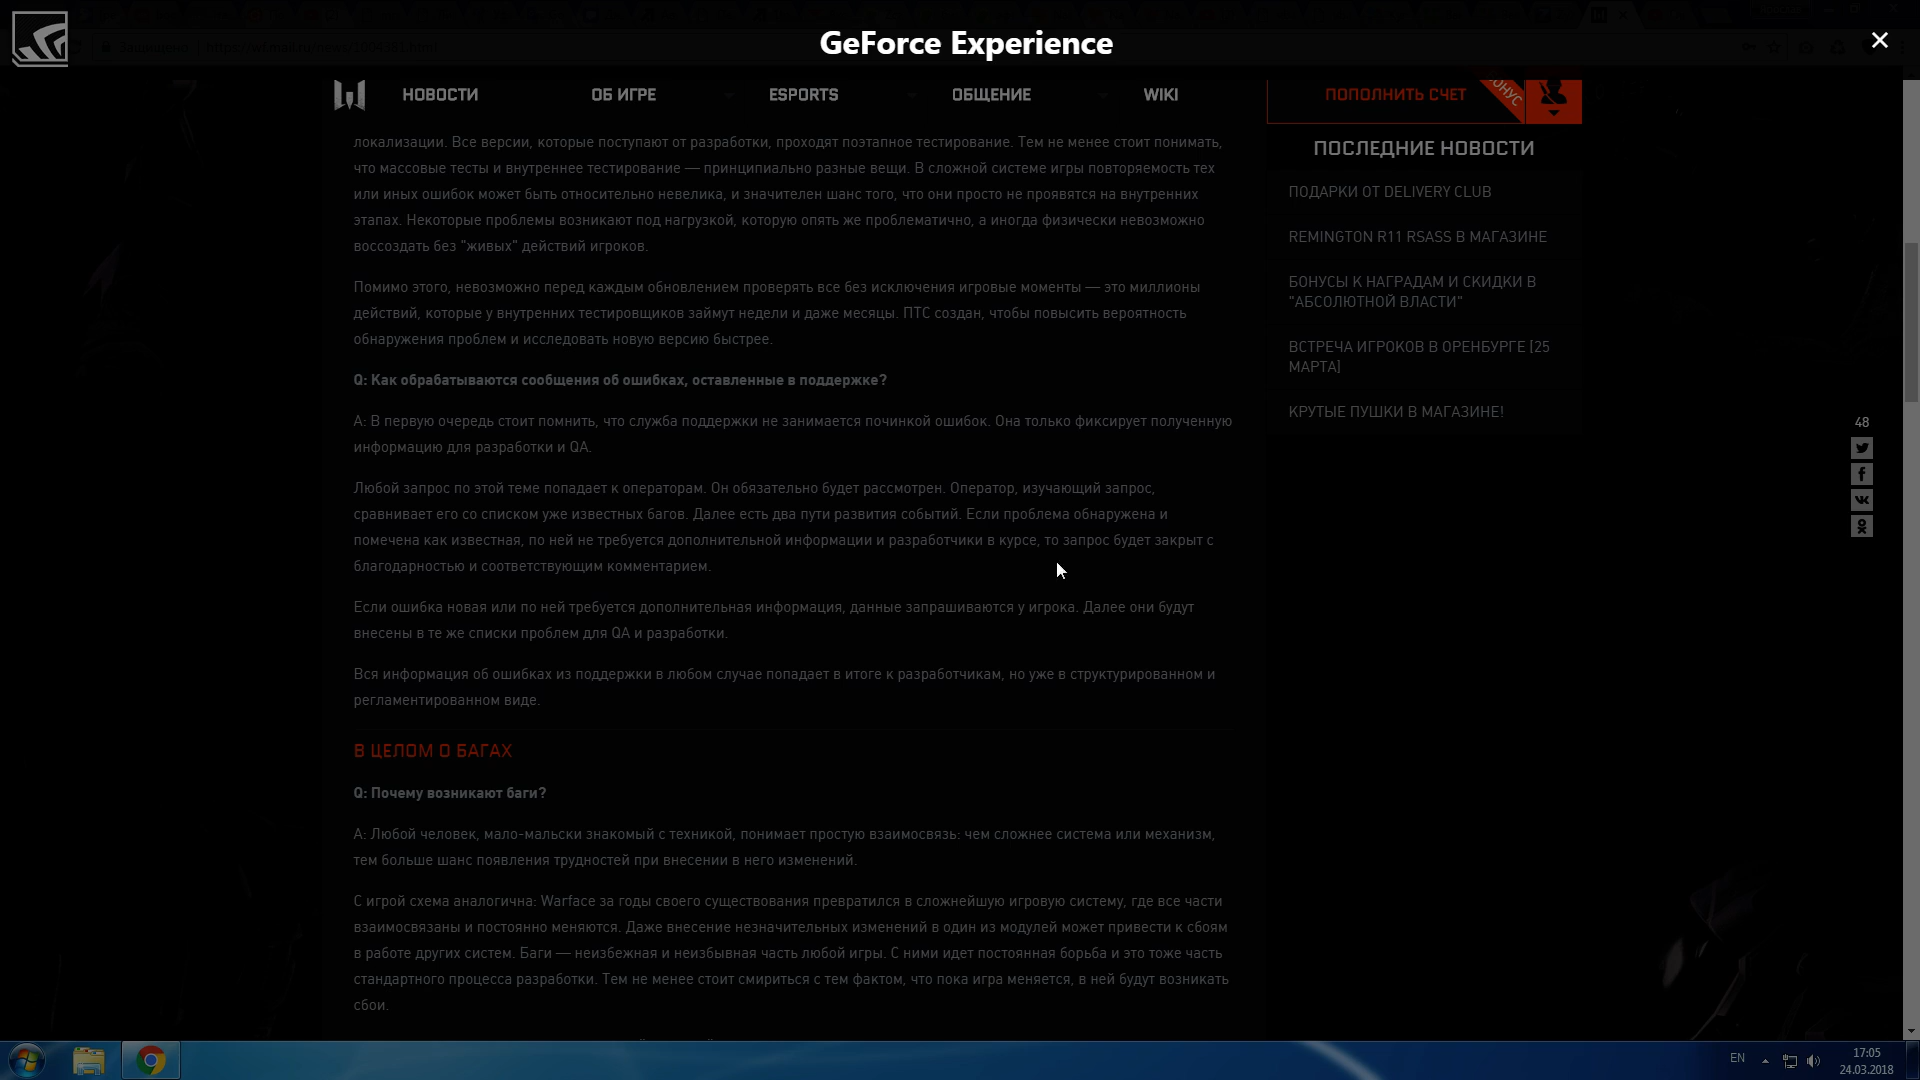 GeForce Experience
НОВОСТИ
ОБ ИГРЕ
ESPORTS
ОБЩЕНИЕ
WIKI
ПОПОЛНИТЬ СЧЕТ
БОНУС
локализации. Все версии, которые поступают от разработки, проходят поэтапное тестирование. Тем не менее стоит понимать,
что массовые тесты и внутреннее тестирование — принципиально разные вещи. В сложной системе игры повторяемость тех
или иных ошибок может быть относительно невелика, и значителен шанс того, что они просто не проявятся на внутренних
этапах. Некоторые проблемы возникают под нагрузкой, которую опять же проблематично, а иногда физически невозможно
воссоздать без "живых" действий игроков.
Помимо этого, невозможно перед каждым обновлением проверять все без исключения игровые моменты — это миллионы
действий, которые у внутренних тестировщиков займут недели и даже месяцы. ПТС создан, чтобы повысить вероятность
обнаружения проблем и исследовать новую версию быстрее.
Q: Как обрабатываются сообщения об ошибках, оставленные в поддержке?
A: В первую очередь стоит помнить, что служба поддержки не занимается починкой ошибок. Она только фиксирует полученную
информацию для разработки и QA.
Любой запрос по этой теме попадает к операторам. Он обязательно будет рассмотрен. Оператор, изучающий запрос,
сравнивает его со списком уже известных багов. Далее есть два пути развития событий. Если проблема обнаружена и
помечена как известная, по ней не требуется дополнительной информации и разработчики в курсе, то запрос будет закрыт с
благодарностью и соответствующим комментарием.
Если ошибка новая или по ней требуется дополнительная информация, данные запрашиваются у игрока. Далее они будут
внесены в те же списки проблем для QA и разработки.
Вся информация об ошибках из поддержки в любом случае попадает в итоге к разработчикам, но уже в структурированном и
регламентированном виде.
В ЦЕЛОМ О БАГАХ
Q: Почему возникают баги?
A: Любой человек, мало-мальски знакомый с техникой, понимает простую взаимосвязь: чем сложнее система или механизм,
тем больше шанс появления трудностей при внесении в него изменений.
С игрой схема аналогична: Warface за годы своего существования превратился в сложнейшую игровую систему, где все части
взаимосвязаны и постоянно меняются. Даже внесение незначительных изменений в один из модулей может привести к сбоям
в работе других систем. Баги — неизбежная и неизбывная часть любой игры. С ними идет постоянная борьба и это тоже часть
стандартного процесса разработки. Тем не менее стоит смириться с тем фактом, что пока игра меняется, в ней будут возникать
сбои.
ПОСЛЕДНИЕ НОВОСТИ
ПОДАРКИ ОТ DELIVERY CLUB
REMINGTON R11 RSASS В МАГАЗИНЕ
БОНУСЫ К НАГРАДАМ И СКИДКИ В
"АБСОЛЮТНОЙ ВЛАСТИ"
ВСТРЕЧА ИГРОКОВ В ОРЕНБУРГЕ [25
МАРТА]
КРУТЫЕ ПУШКИ В МАГАЗИНЕ!
48
EN
17:05
24.03.2018